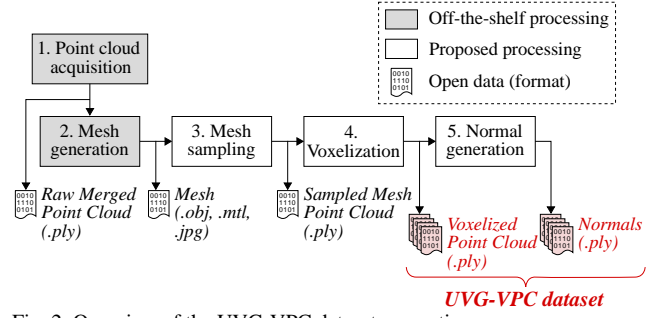 Off-the-shelf processing
Proposed processing
Open data (format)
0010
1110
0101
1. Point cloud
acquisition
2. Mesh
generation
3. Mesh
sampling
4.
Voxelization
5. Normal
generation
0010
1110
0101
Raw Merged
Point Cloud
(.ply)
0010
1110
0101
Mesh
(.obj, .mtl,
.jpg)
0010
1110
0101
Sampled Mesh
Point Cloud
(.ply)
0010
1110
0101
Voxelized
Point Cloud
(.ply)
0010
1110
0101
Normals
(.ply)
UVG-VPC dataset